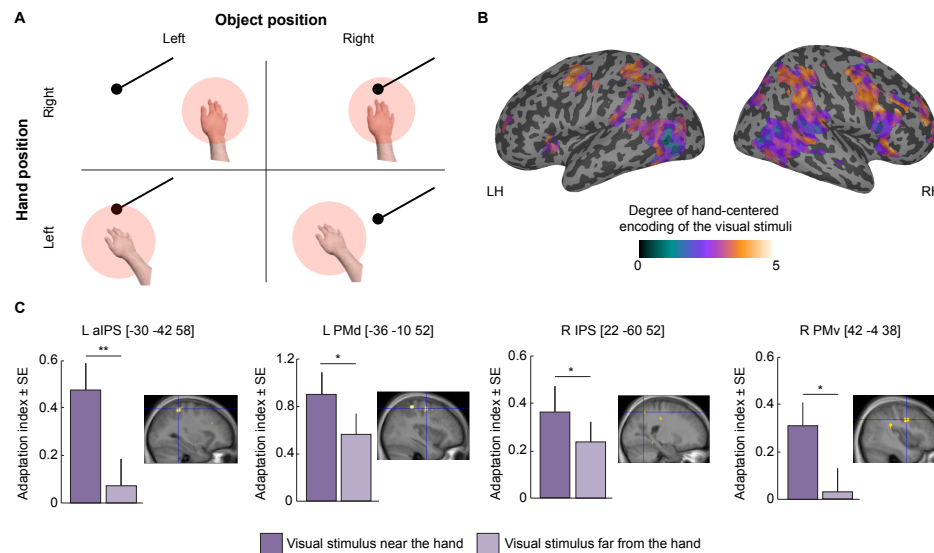 A
Object position
Left
Right
Hand position
Right
Left
B
LH
RH
Degree of hand-centered
encoding of the visual stimuli
0
5
C
L aIPS [-30 -42 58]
Adaptation index ± SE
0.6
0.4
0.2
0
**
L PMd [-36 -10 52]
Adaptation index ± SE
1.2
0.8
0.4
0
*
R IPS [22 -60 52]
Adaptation index ± SE
0.6
0.4
0.2
0
*
R PMv [42 -4 38]
Adaptation index ± SE
0.6
0.4
0.2
0
*
Visual stimulus near the hand
Visual stimulus far from the hand